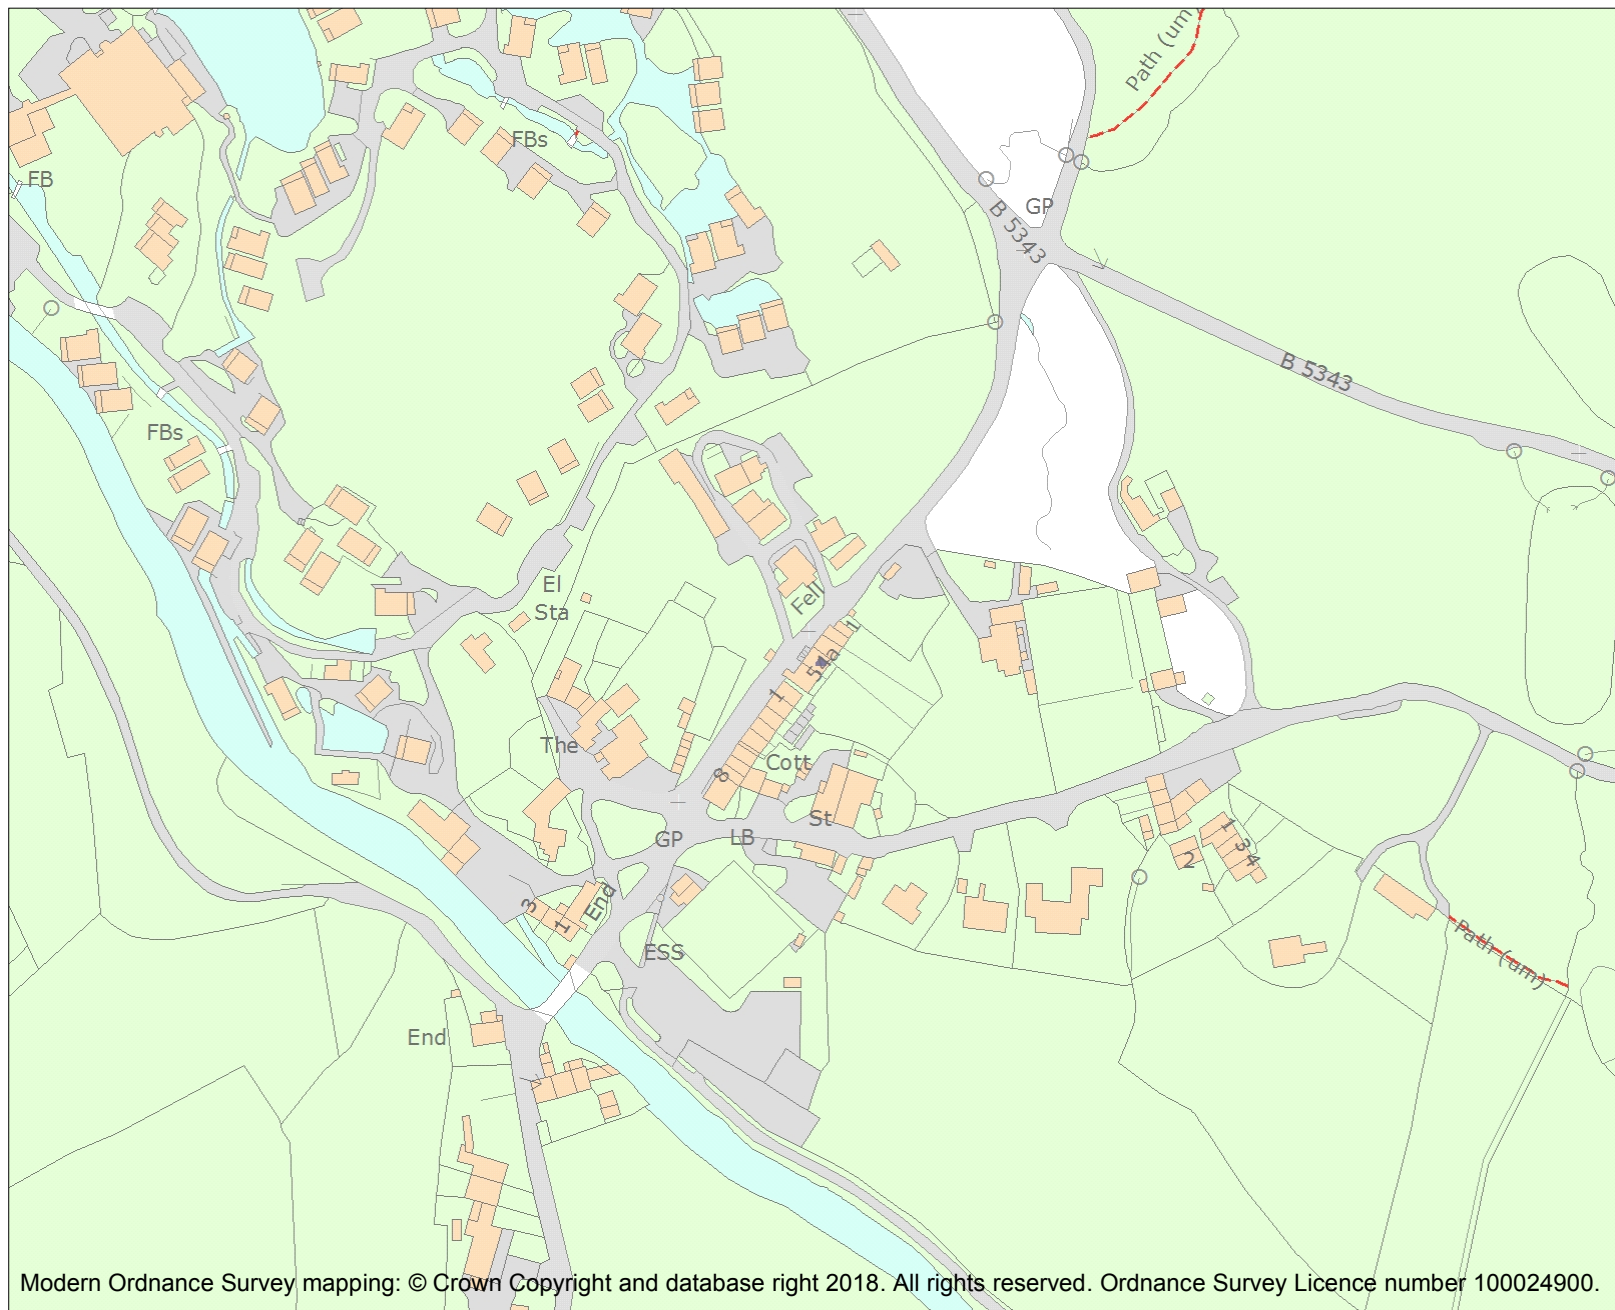 Path (um)
FBs
FB
GP
B 5343
B 5343
FBs
El
Sta
Fell
1
54a
1
The
8
Cott
St
GP
LB
1
3 4
2
3
1
End
ESS
Path (um)
End
Modern Ordnance Survey mapping: © Crown Copyright and database right 2018. All rights reserved. Ordnance Survey Licence number 100024900.